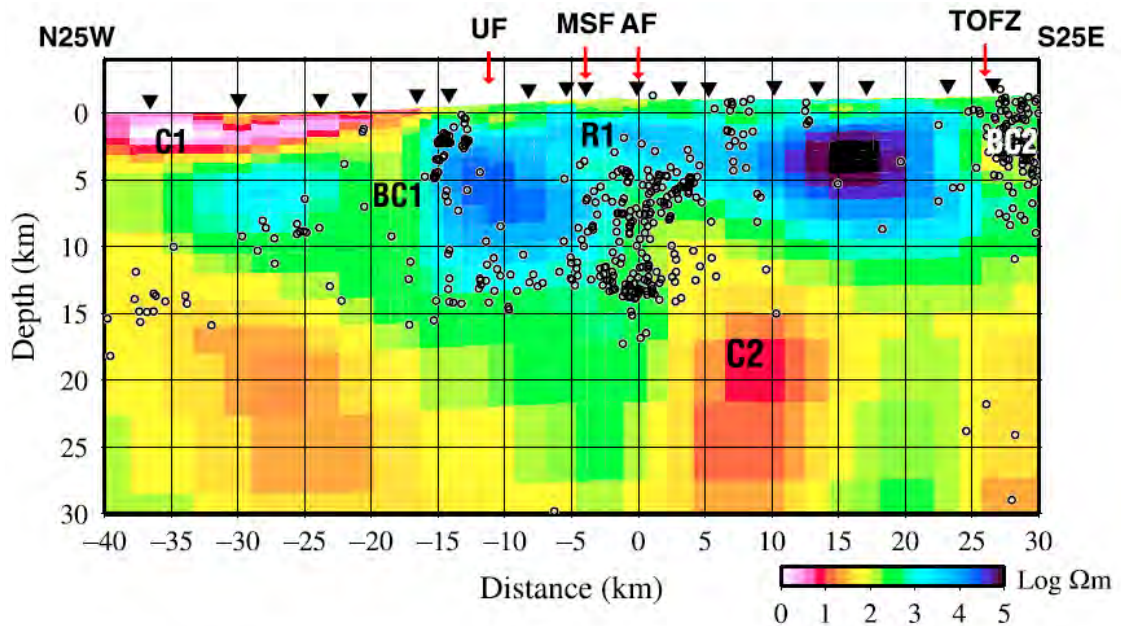 UF MSF AF TOFZ
N25W S25E
0
5
10
15
20
25
30
Depth (km)
C1
R1
BC2
BC1
C2
−40 −35 −30 −25 −20 −15 −10 −5 0 5 10 15 20 25 30
Distance (km)
Log Ωm
0 1 2 3 4 5